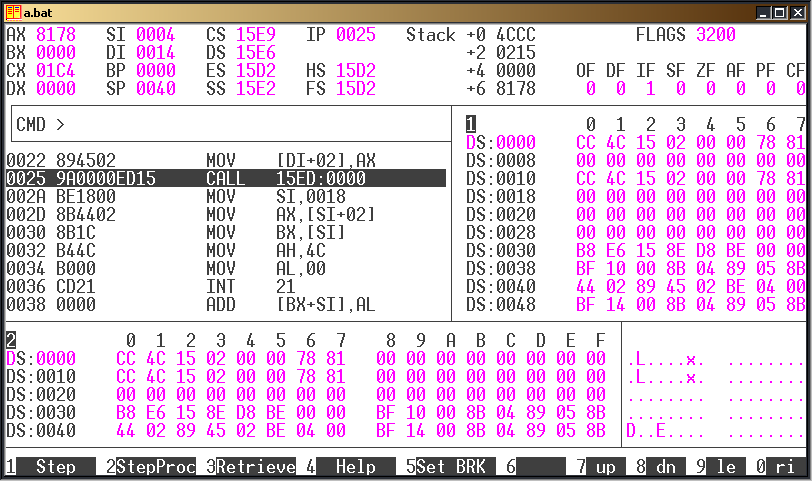 a.bat
AX 8178 SI 0004 CS 15E9 IP 0025 Stack +0 4CCC FLAGS 3200
BX 0000 DI 0014 DS 15E6 +2 0215
CX 01C4 BP 0000 ES 15D2 HS 15D2 +4 0000 OF DF IF SF ZF AF PF CF
DX 0000 SP 0040 SS 15E2 FS 15D2 +6 8178 0 0 1 0 0 0 0 0
CMD >
1 0 1 2 3 4 5 6 7
DS:0000 CC 4C 15 02 00 00 78 81
DS:0008 00 00 00 00 00 00 00 00
DS:0010 CC 4C 15 02 00 00 78 81
DS:0018 00 00 00 00 00 00 00 00
DS:0020 00 00 00 00 00 00 00 00
DS:0028 00 00 00 00 00 00 00 00
DS:0030 B8 E6 15 8E D8 BE 00 00
DS:0038 BF 10 00 8B 04 89 05 8B
DS:0040 44 02 89 45 02 BE 04 00
DS:0048 BF 14 00 8B 04 89 05 8B
0022 894502 MOV [DI+02],AX
0025 9A0000ED15 CALL 15ED:0000
002A BE1800 MOV SI,0018
002D 8B4402 MOV AX,[SI+02]
0030 8B1C MOV BX,[SI]
0032 B44C MOV AH,4C
0034 B000 MOV AL,00
0036 CD21 INT 21
0038 0000 ADD [BX+SI],AL
2 0 1 2 3 4 5 6 7 8 9 A B C D E F
DS:0000 CC 4C 15 02 00 00 78 81 00 00 00 00 00 00 00 00 .L....x. ........
DS:0010 CC 4C 15 02 00 00 78 81 00 00 00 00 00 00 00 00 .L....x. ........
DS:0020 00 00 00 00 00 00 00 00 00 00 00 00 00 00 00 00 ........ ........
DS:0030 B8 E6 15 8E D8 BE 00 00 BF 10 00 8B 04 89 05 8B ........ ........
DS:0040 44 02 89 45 02 BE 04 00 BF 14 00 8B 04 89 05 8B D..E.... ........
1 Step 2 StepProc 3 Retrieve 4 Help 5 Set BRK 6 7 up 8 dn 9 le 0 ri